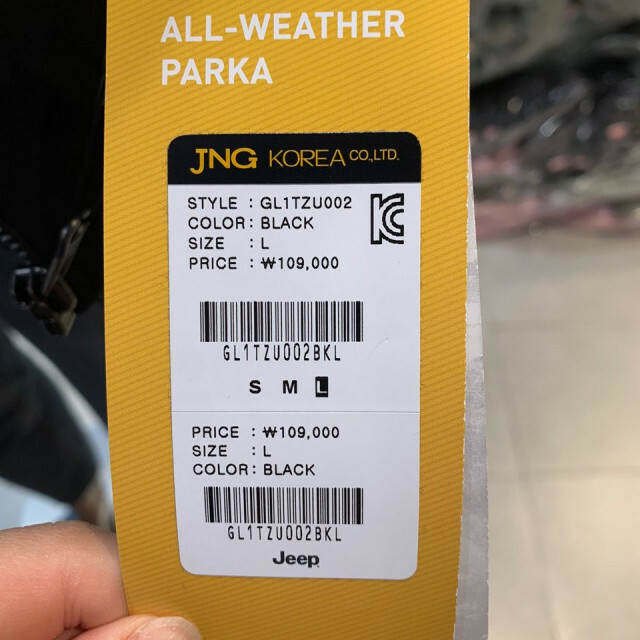 ALL-WEATHER
PARKA
JNG KOREA CO.,LTD.
STYLE : GL1TZU002
COLOR : BLACK
SIZE : L
PRICE : ₩109,000
GL1TZU002BKL
S M L
PRICE : ₩109,000
SIZE : L
COLOR : BLACK
GL1TZU002BKL
Jeep